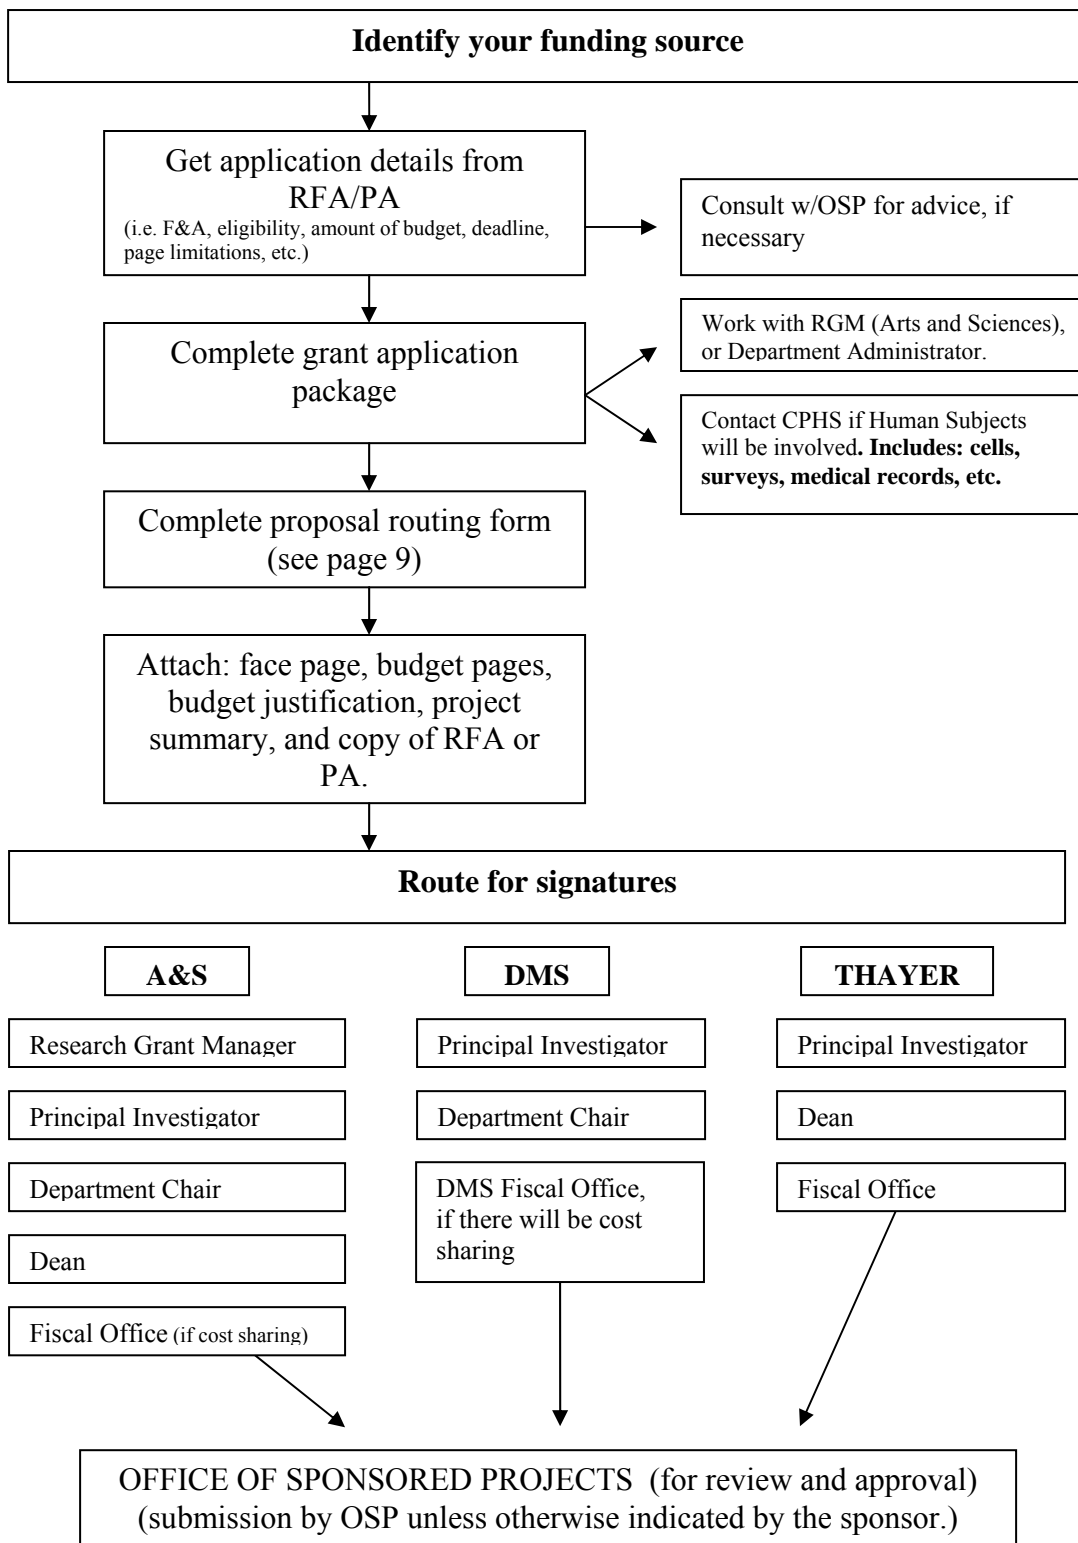 Identify your funding source
Get application details from
RFA/PA
(i.e. F&A, eligibility, amount of budget, deadline,
page limitations, etc.)
Consult w/OSP for advice, if
necessary
Complete grant application
package
Work with RGM (Arts and Sciences),
or Department Administrator.
Contact CPHS if Human Subjects
will be involved. Includes: cells,
surveys, medical records, etc.
Complete proposal routing form
(see page 9)
Attach: face page, budget pages,
budget justification, project
summary, and copy of RFA or
PA.
Route for signatures
A&S
Research Grant Manager
Principal Investigator
Department Chair
Dean
Fiscal Office (if cost sharing)
DMS
Principal Investigator
Department Chair
DMS Fiscal Office,
if there will be cost
sharing
THAYER
Principal Investigator
Dean
Fiscal Office
OFFICE OF SPONSORED PROJECTS (for review and approval)
(submission by OSP unless otherwise indicated by the sponsor.)